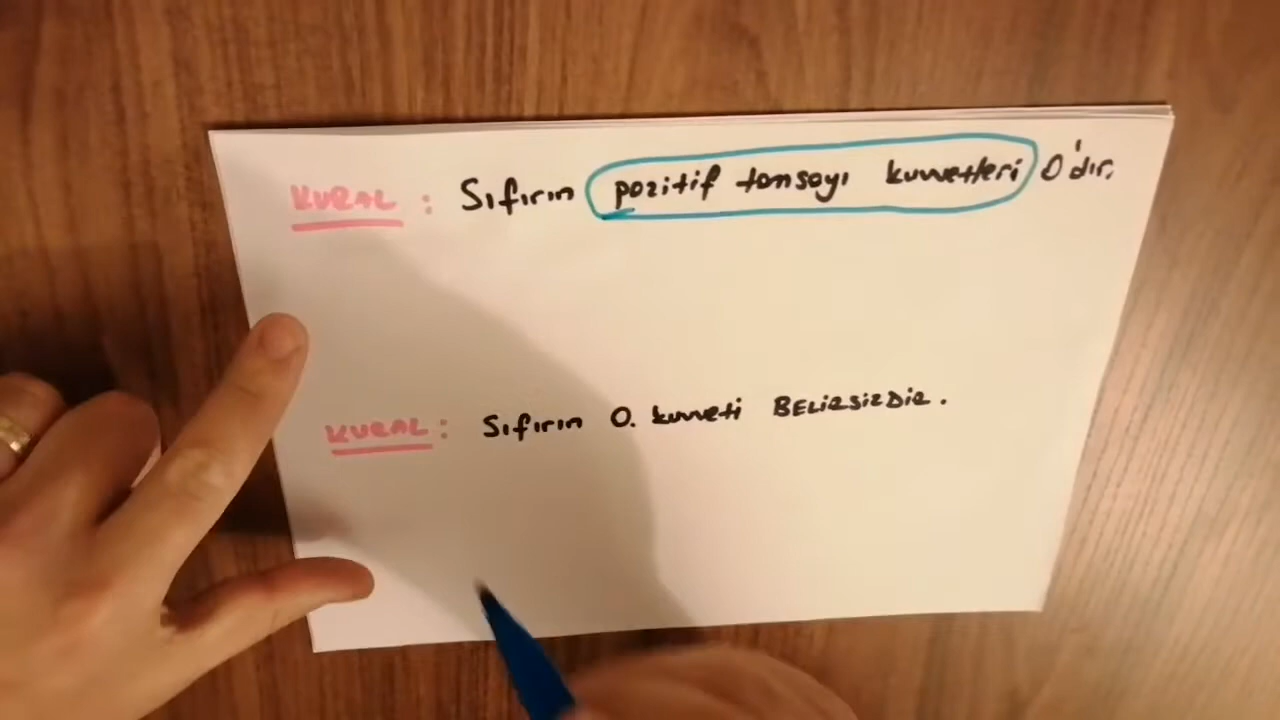 KURAL : Sıfırın pozitif tamsayı kuvvetleri 0'dır.
KURAL : Sıfırın 0. kuvveti BELİRSİZDİR.